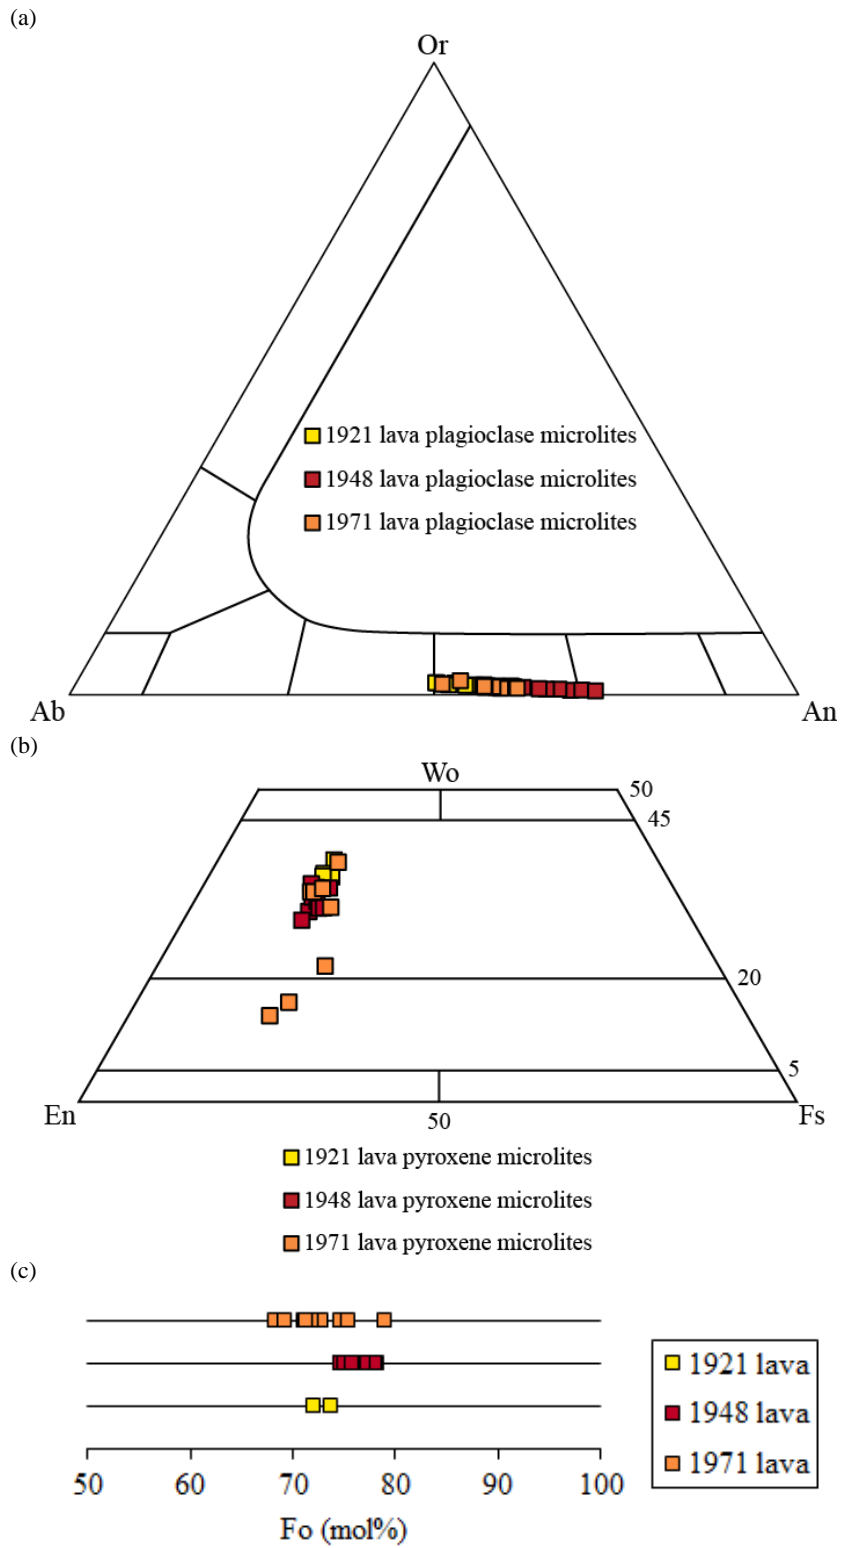 (a)
Or
1921 lava plagioclase microlites
1948 lava plagioclase microlites
1971 lava plagioclase microlites
Ab
An
(b)
Wo
50
45
20
5
En
Fs
50
1921 lava pyroxene microlites
1948 lava pyroxene microlites
1971 lava pyroxene microlites
(c)
1921 lava
1948 lava
1971 lava
50 60 70 80 90 100
Fo (mol%)